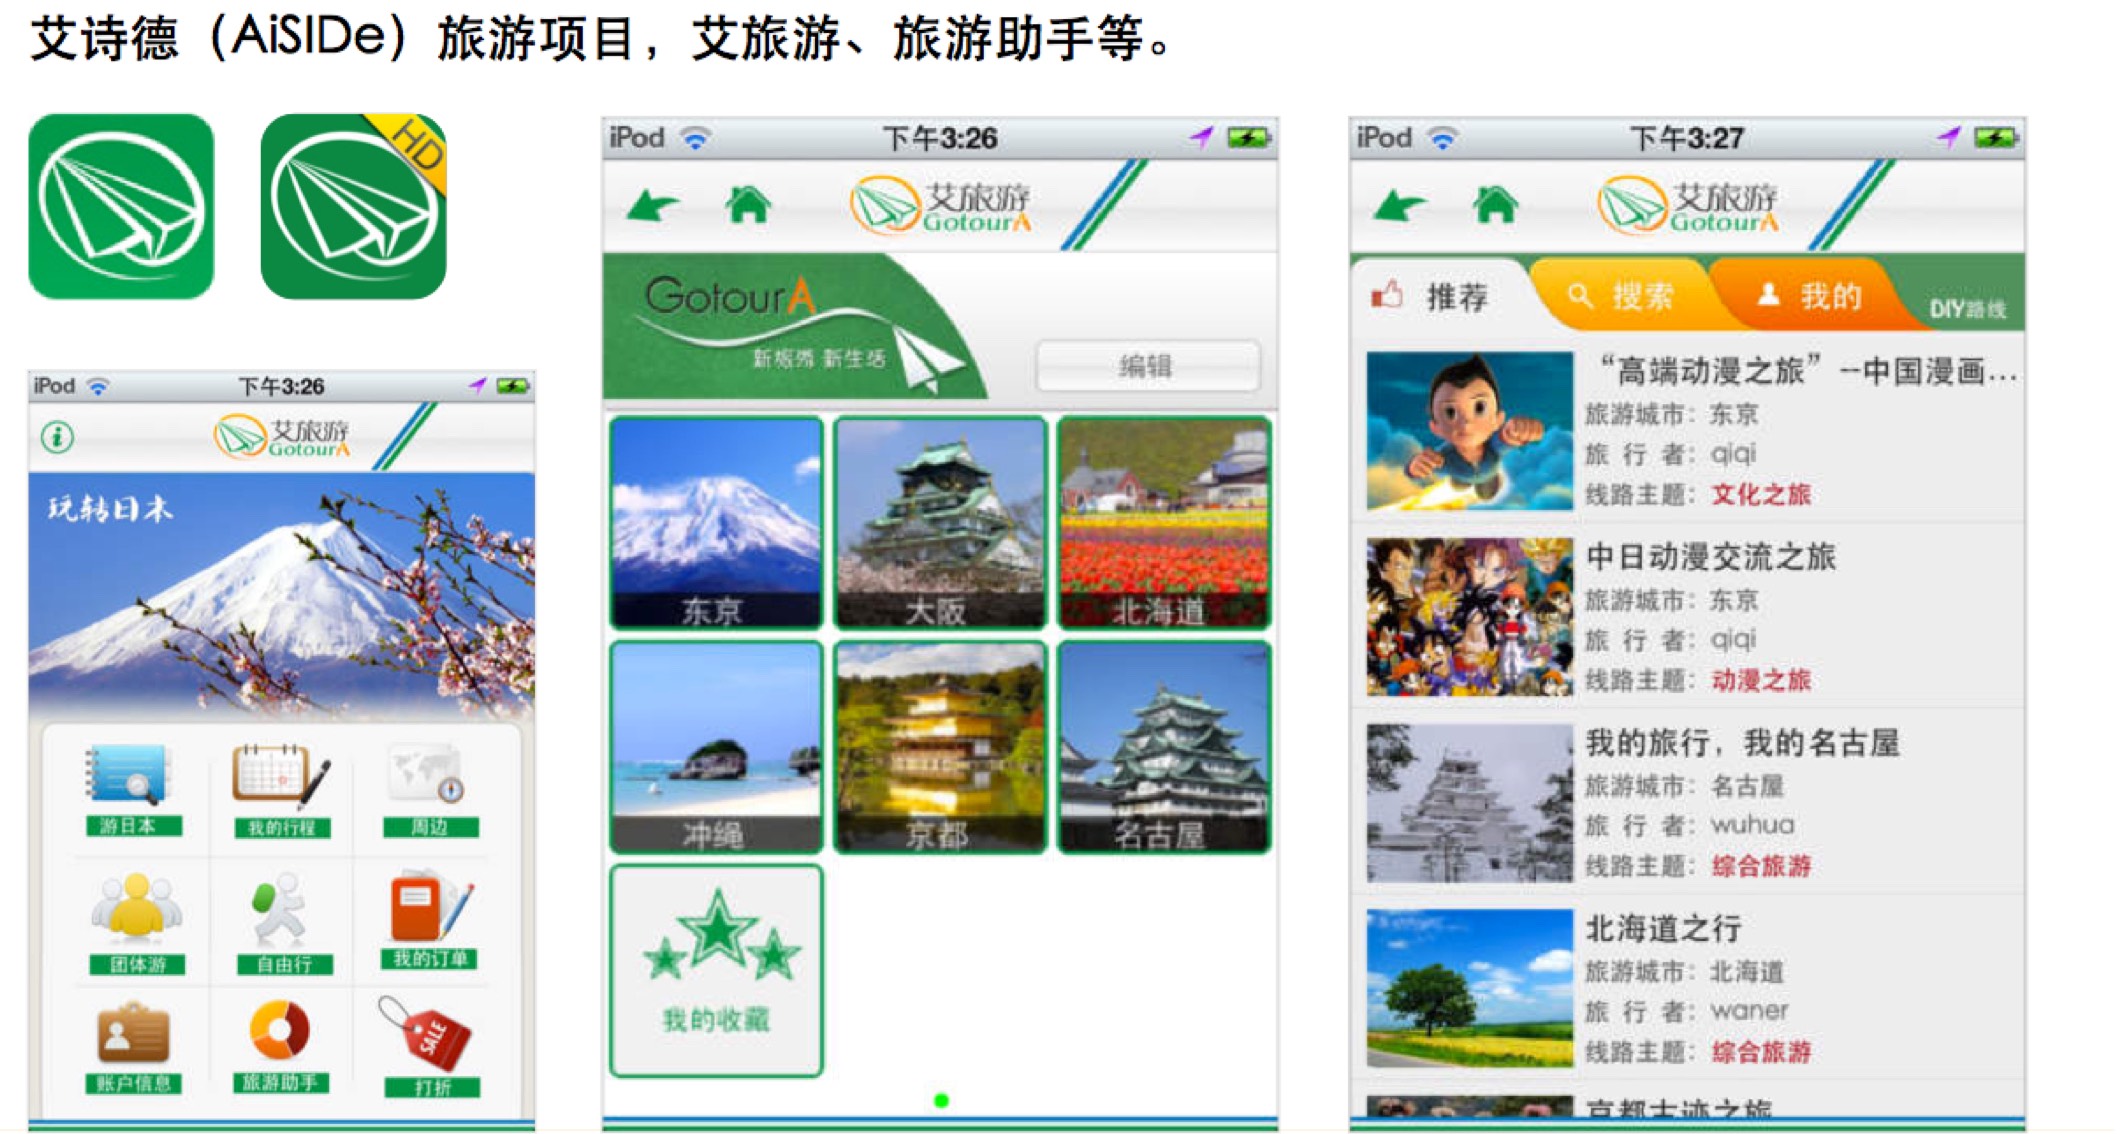 艾诗德（AiSIDe）旅游项目，艾旅游、旅游助手等。
HD
iPod 下午3:26
艾旅游
GotourA
玩转日本
游日本 我的行程 周边
团体游 自由行 我的订单
SALE
账户信息 旅游助手 打折
iPod 下午3:26
艾旅游
GotourA
GotourA
新视界 新生活
编辑
东京 大阪 北海道
冲绳 京都 名古屋
我的收藏
iPod 下午3:27
艾旅游
GotourA
推荐 搜索 我的 DIY路线
“高端动漫之旅”--中国漫画...
旅游城市：东京
旅 行 者：qiqi
线路主题：文化之旅
中日动漫交流之旅
旅游城市：东京
旅 行 者：qiqi
线路主题：动漫之旅
我的旅行，我的名古屋
旅游城市：名古屋
旅 行 者：wuhua
线路主题：综合旅游
北海道之行
旅游城市：北海道
旅 行 者：waner
线路主题：综合旅游
京都古迹之旅